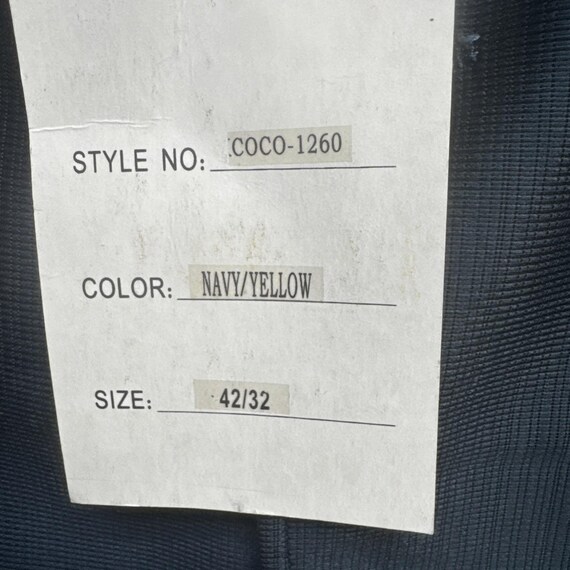 STYLE NO: COCO-1260
COLOR: NAVY/YELLOW
SIZE: 42/32